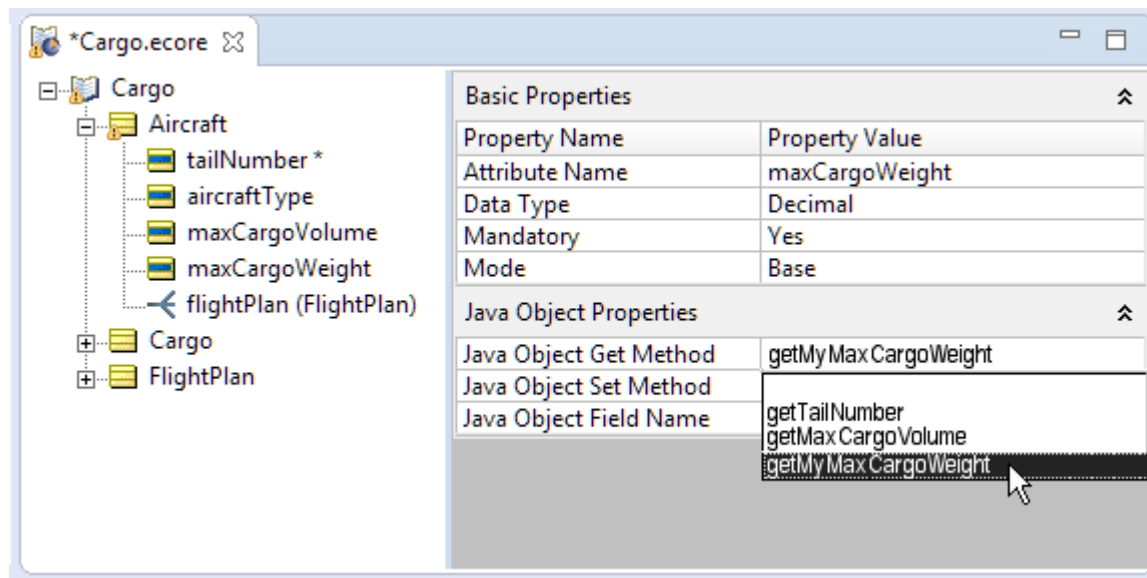 *Cargo.ecore
Cargo
Aircraft
tailNumber *
aircraftType
maxCargoVolume
maxCargoWeight
flightPlan (FlightPlan)
Cargo
FlightPlan
Basic Properties
Property Name Property Value
Attribute Name maxCargoWeight
Data Type Decimal
Mandatory Yes
Mode Base
Java Object Properties
Java Object Get Method getMyMaxCargoWeight
Java Object Set Method
Java Object Field Name
getTailNumber
getMaxCargoVolume
getMyMaxCargoWeight